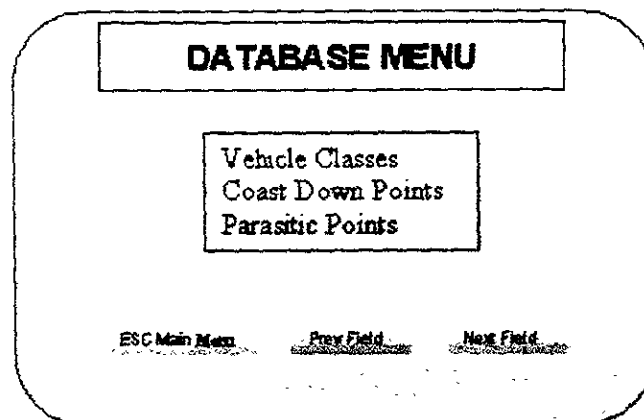 DATABASE MENU
Vehicle Classes
Coast Down Points
Parasitic Points
ESC Main Menu Prev Field Next Field